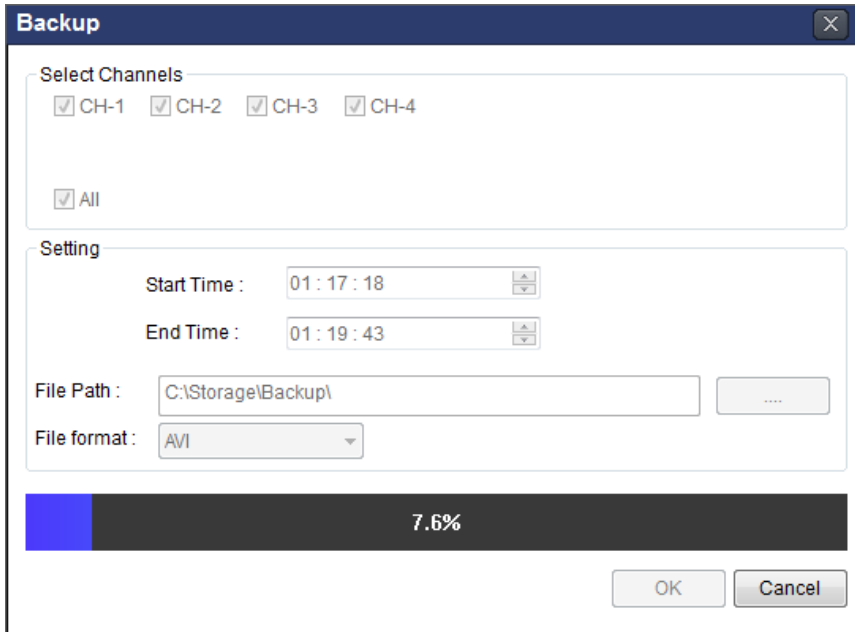 Backup
Select Channels
CH-1 CH-2 CH-3 CH-4
All
Setting
Start Time : 01 : 17 : 18
End Time : 01 : 19 : 43
File Path : C:\Storage\Backup\ ....
File format : AVI
7.6%
OK Cancel